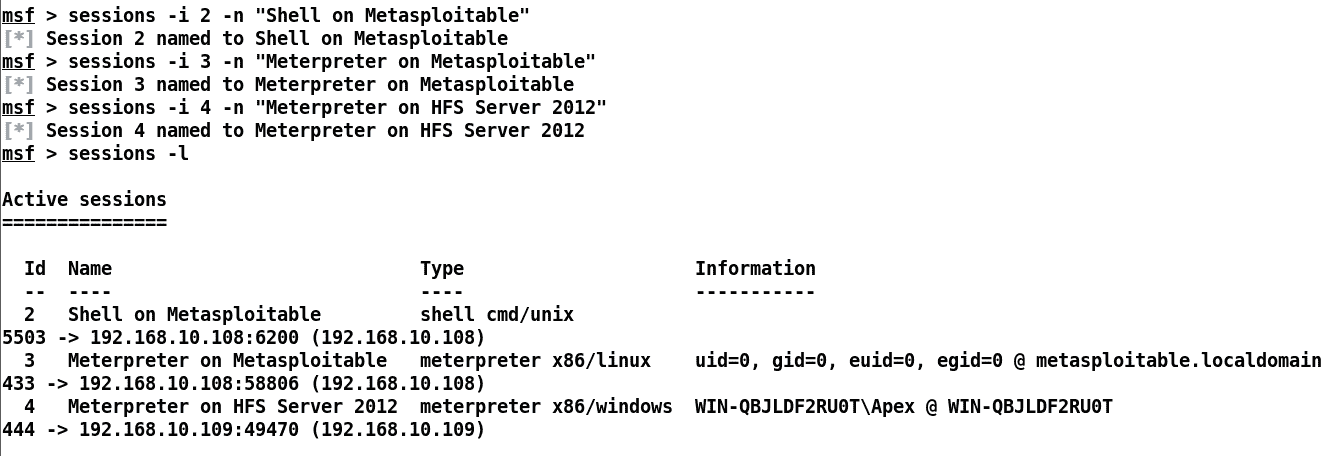 msf > sessions -i 2 -n "Shell on Metasploitable"
[*] Session 2 named to Shell on Metasploitable
msf > sessions -i 3 -n "Meterpreter on Metasploitable"
[*] Session 3 named to Meterpreter on Metasploitable
msf > sessions -i 4 -n "Meterpreter on HFS Server 2012"
[*] Session 4 named to Meterpreter on HFS Server 2012
msf > sessions -l
Active sessions
===============
Id  Name                            Type                     Information
--  ----                            ----                     -----------
2   Shell on Metasploitable         shell cmd/unix
5503 -> 192.168.10.108:6200 (192.168.10.108)
3   Meterpreter on Metasploitable   meterpreter x86/linux    uid=0, gid=0, euid=0, egid=0 @ metasploitable.localdomain
433 -> 192.168.10.108:58806 (192.168.10.108)
4   Meterpreter on HFS Server 2012  meterpreter x86/windows  WIN-QBJLDF2RU0T\Apex @ WIN-QBJLDF2RU0T
444 -> 192.168.10.109:49470 (192.168.10.109)